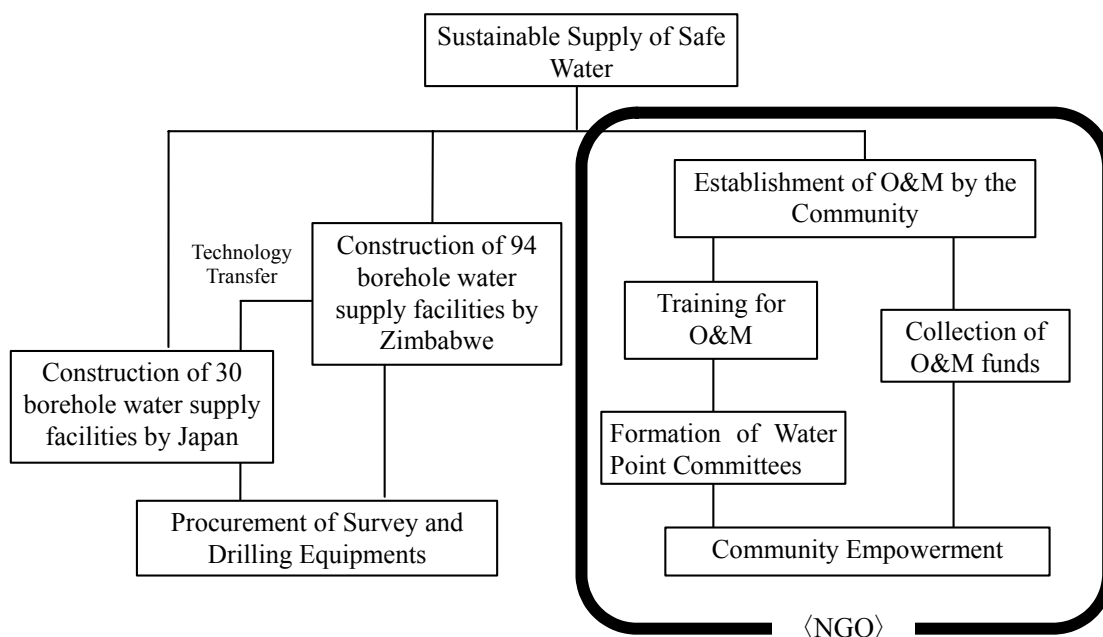 Sustainable Supply of Safe
Water
Establishment of O&M by the
Community
Technology
Transfer
Construction of 94
borehole water
supply facilities by
Zimbabwe
Training for
O&M
Collection of
O&M funds
Construction of 30
borehole water supply
facilities by Japan
Formation of Water
Point Committees
Procurement of Survey and
Drilling Equipments
Community Empowerment
〈NGO〉